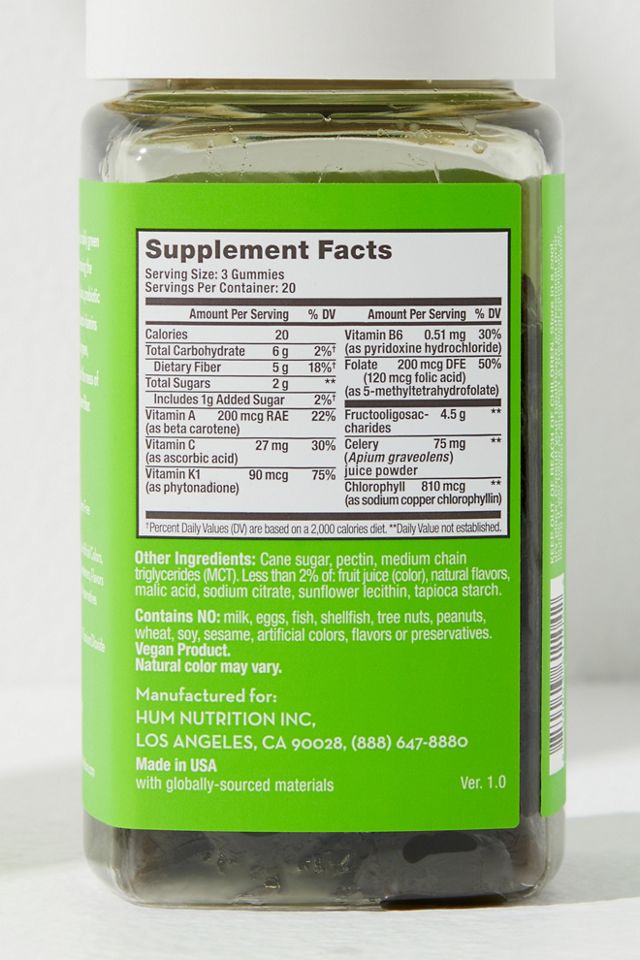 Supplement Facts
Serving Size: 3 Gummies
Servings Per Container: 20
Amount Per Serving % DV
Calories 20
Total Carbohydrate 6 g 2%†
Dietary Fiber 5 g 18%†
Total Sugars 2 g **
Includes 1g Added Sugar 2%†
Vitamin A 200 mcg RAE 22%
(as beta carotene)
Vitamin C 27 mg 30%
(as ascorbic acid)
Vitamin K1 90 mcg 75%
(as phytonadione)
Amount Per Serving % DV
Vitamin B6 0.51 mg 30%
(as pyridoxine hydrochloride)
Folate 200 mcg DFE 50%
(120 mcg folic acid)
(as 5-methyltetrahydrofolate)
Fructooligosac- 4.5 g **
charides
Celery 75 mg **
(Apium graveolens)
juice powder
Chlorophyll 810 mcg **
(as sodium copper chlorophyllin)
†Percent Daily Values (DV) are based on a 2,000 calories diet. **Daily Value not established.
Other Ingredients: Cane sugar, pectin, medium chain
triglycerides (MCT). Less than 2% of: fruit juice (color), natural flavors,
malic acid, sodium citrate, sunflower lecithin, tapioca starch.
Contains NO: milk, eggs, fish, shellfish, tree nuts, peanuts,
wheat, soy, sesame, artificial colors, flavors or preservatives.
Vegan Product.
Natural color may vary.
Manufactured for:
HUM NUTRITION INC,
LOS ANGELES, CA 90028, (888) 647-8880
Made in USA
with globally-sourced materials
Ver. 1.0
green
KEEP OUT OF REACH OF CHILDREN.